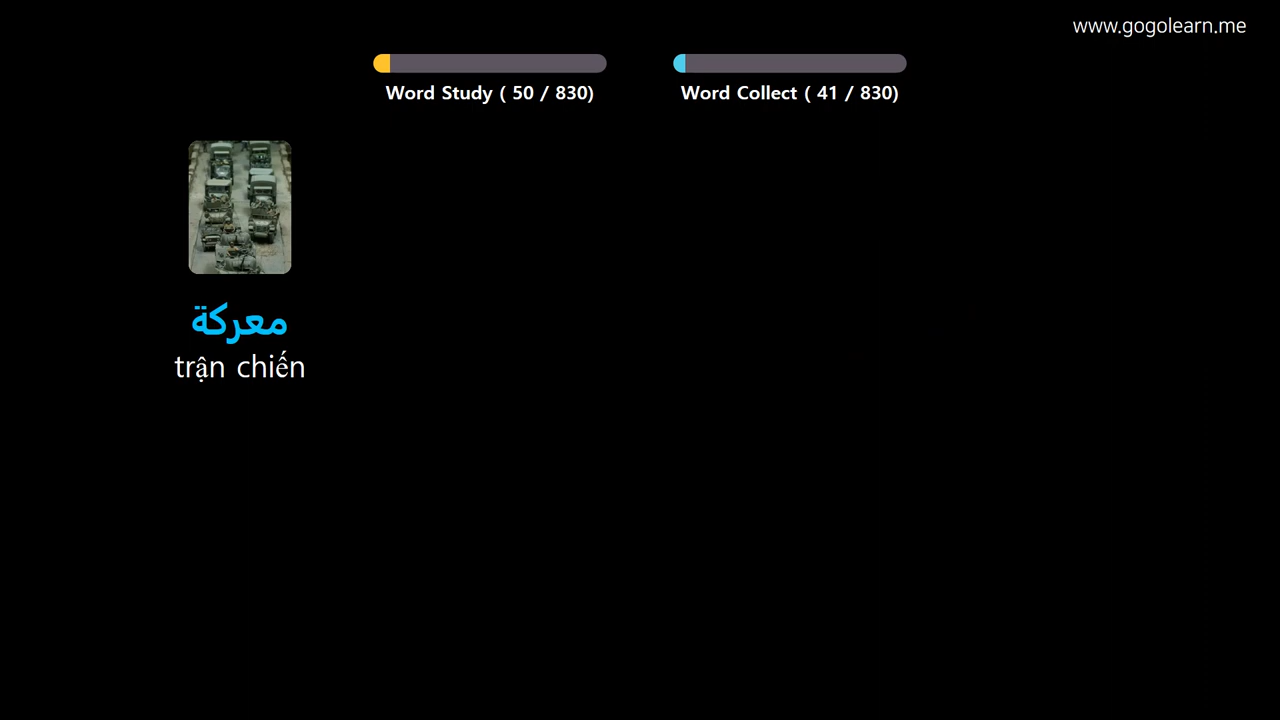 www.gogolearn.me
Word Study ( 50 / 830)
Word Collect ( 41 / 830)
معركة
trận chiến